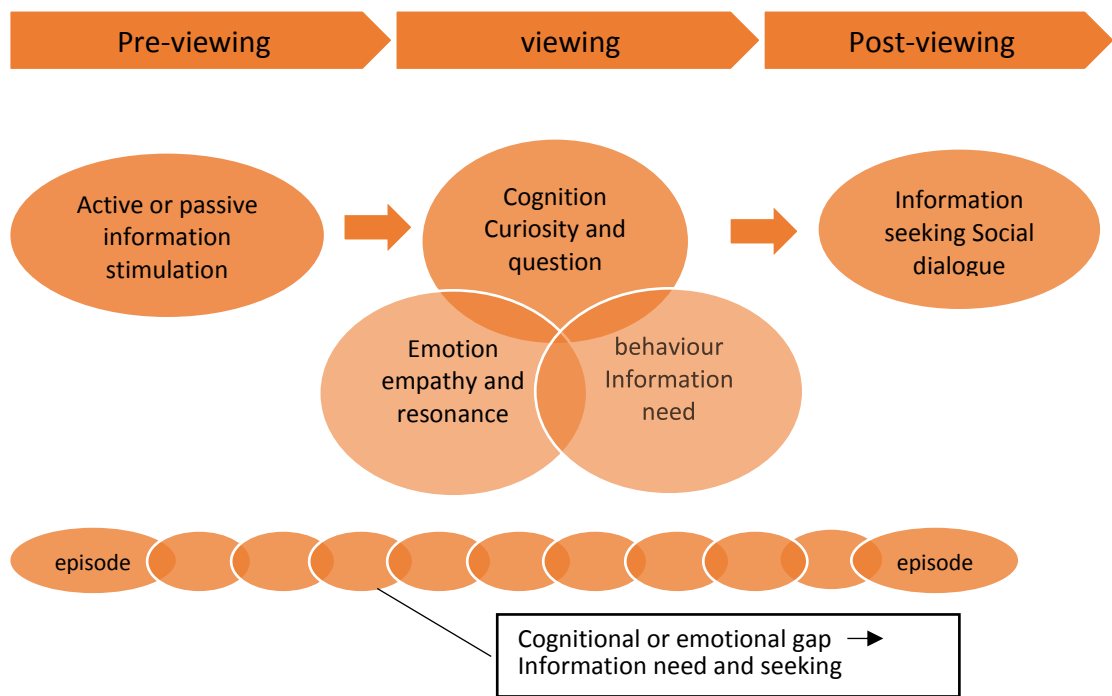 Pre-viewing
viewing
Post-viewing
Active or passive
information
stimulation
Cognition
Curiosity and
question
Information
seeking Social
dialogue
Emotion
empathy and
resonance
behaviour
Information
need
episode
episode
Cognitional or emotional gap →
Information need and seeking